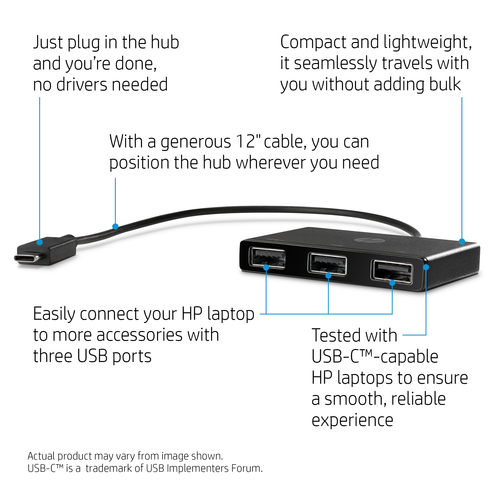 Just plug in the hub
and you're done,
no drivers needed
Compact and lightweight,
it seamlessly travels with
you without adding bulk
With a generous 12" cable, you can
position the hub wherever you need
Easily connect your HP laptop
to more accessories with
three USB ports
Tested with
USB-C™-capable
HP laptops to ensure
a smooth, reliable
experience
Actual product may vary from image shown.
USB-C™ is a trademark of USB Implementers Forum.